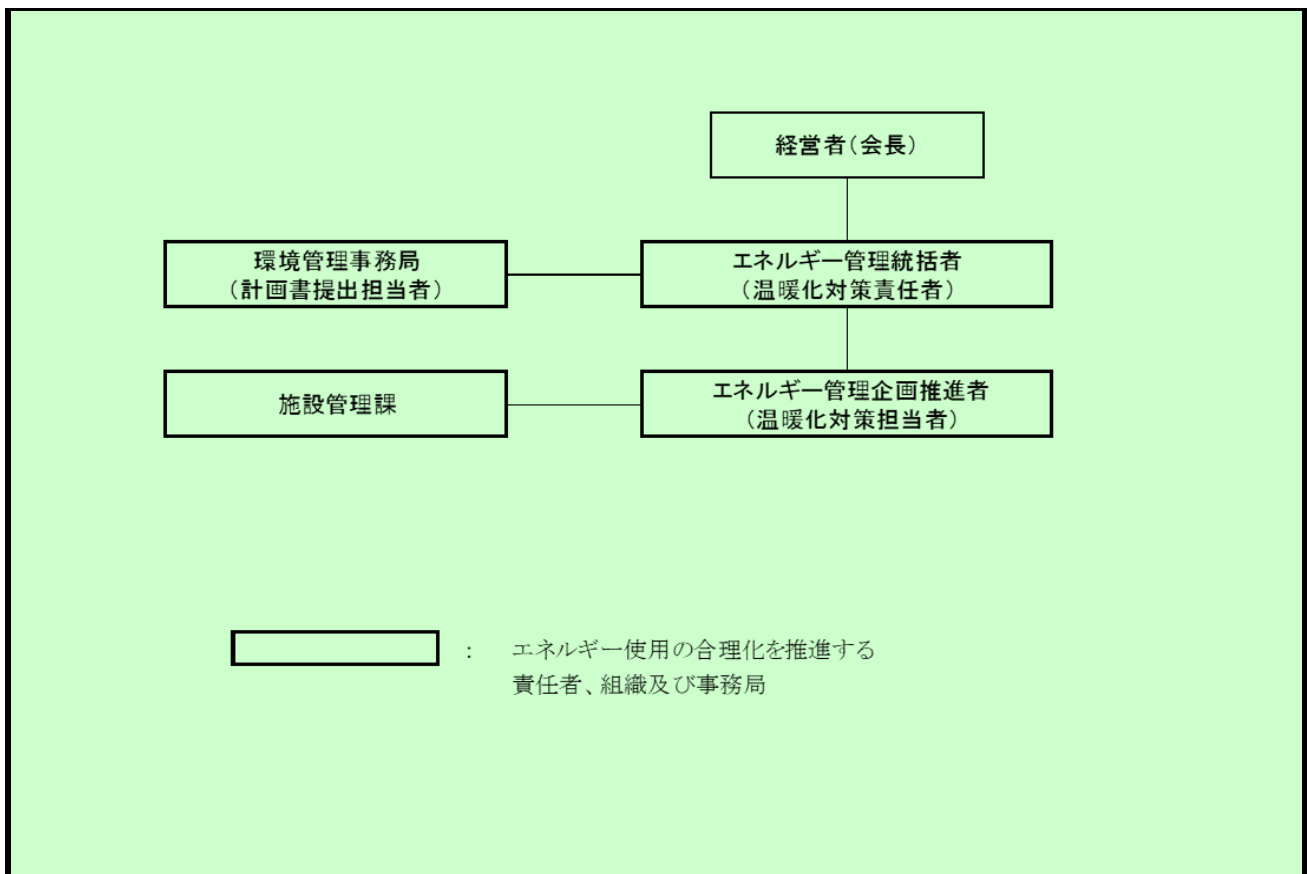 経営者（会長）
環境管理事務局
（計画書提出担当者）
エネルギー管理統括者
（温暖化対策責任者）
施設管理課
エネルギー管理企画推進者
（温暖化対策担当者）
： エネルギー使用の合理化を推進する
責任者、組織及び事務局